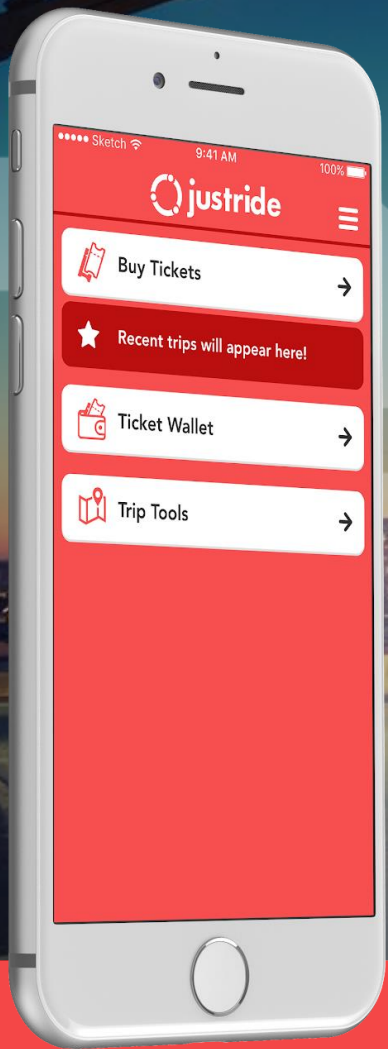 Sketch
9:41 AM
100%
justride
Buy Tickets
Recent trips will appear here!
Ticket Wallet
Trip Tools